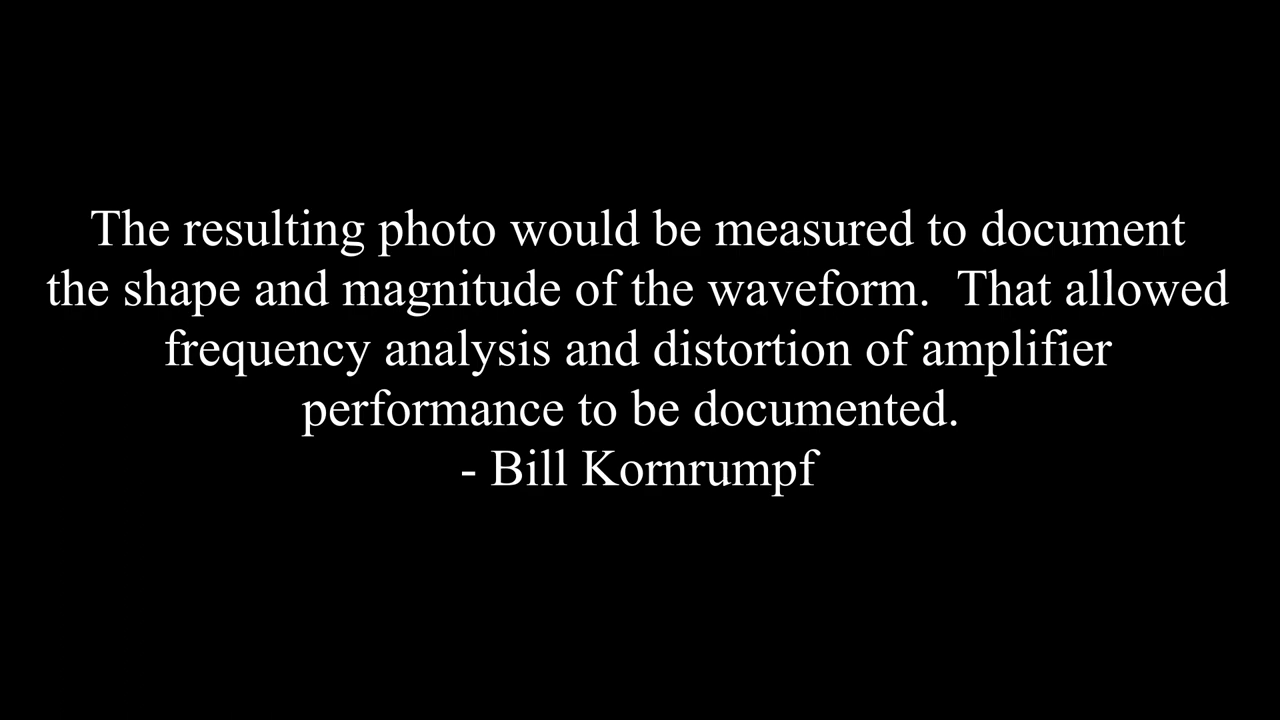 The resulting photo would be measured to document
the shape and magnitude of the waveform.  That allowed
frequency analysis and distortion of amplifier
performance to be documented.
- Bill Kornrumpf